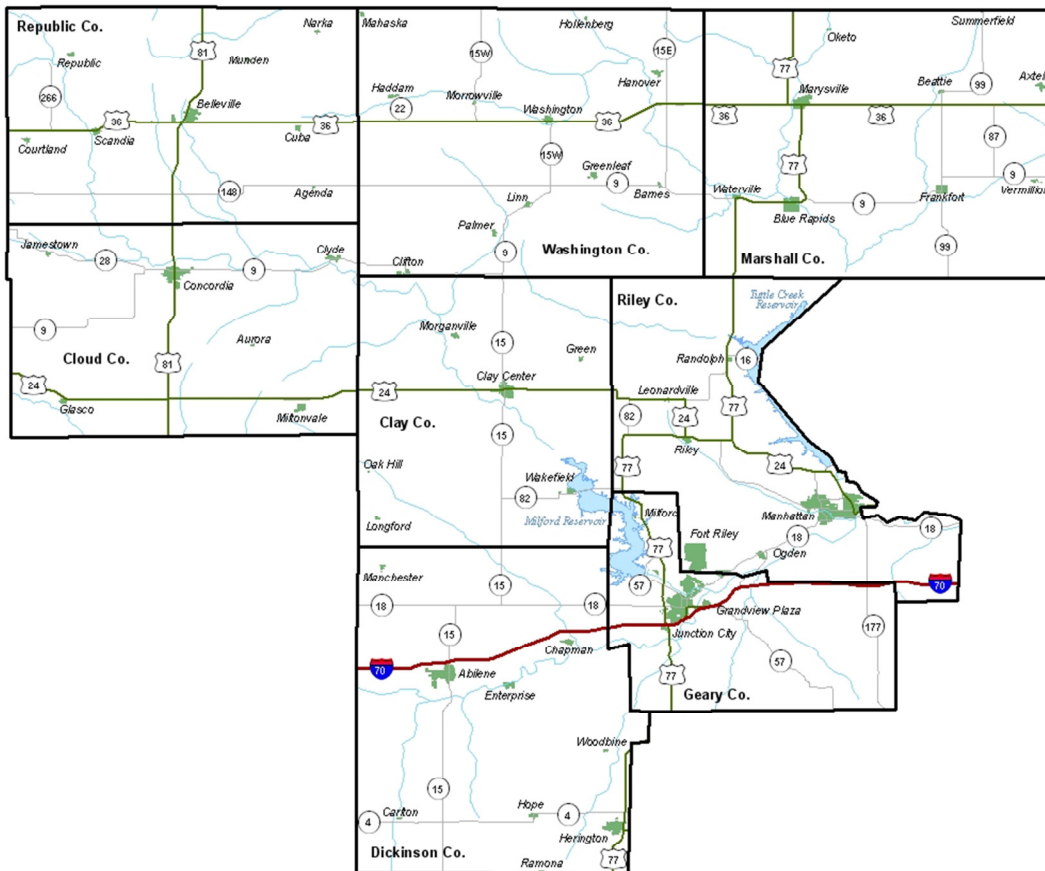 Republic Co.
Narka
Mahaska
Hollenberg
Summerfield
Republic
81
Munden
15W
15E
77
Oketo
Hanover
Beattie
99
Axtell
266
Belleville
Haddam
22
Morrowville
Washington
Marysville
36
Scandia
36
Cuba
36
36
36
36
Courtland
15W
77
87
148
Agenda
Greenleaf
9
Barnes
9
Vermillion
Linn
Waterville
Blue Rapids
9
Frankfort
Palmer
9
Washington Co.
Marshall Co.
99
Jamestown
28
Clyde
9
Clifton
Concordia
Riley Co.
Tuttle Creek
Reservoir
9
Aurora
Morganville
15
Green
Randolph
16
Cloud Co.
81
24
24
Clay Center
Leonardville
77
Glasco
Miltonvale
Clay Co.
82
24
15
Riley
24
77
Oak Hill
Wakefield
82
Milford Reservoir
Milford
Manhattan
Longford
77
Fort Riley
18
18
Ogden
Manchester
15
57
70
18
18
Grandview Plaza
15
Junction City
177
Chapman
57
70
Abilene
77
Enterprise
Geary Co.
Woodbine
15
4
Carlton
Hope
4
Herington
Dickinson Co.
Ramona
77